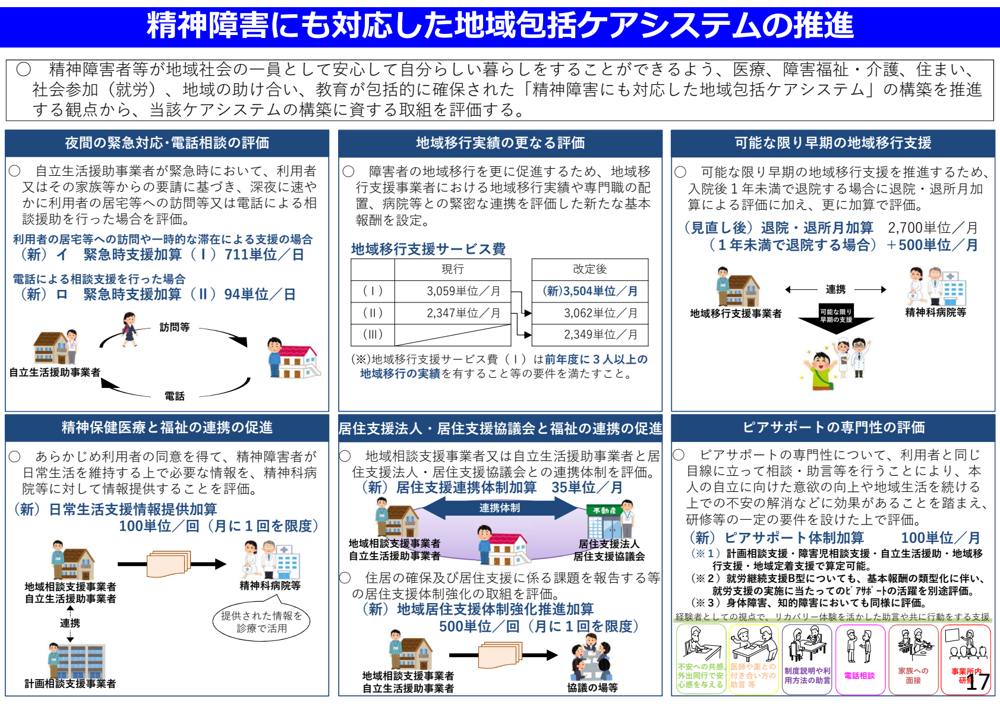 精神障害にも対応した地域包括ケアシステムの推進
○　精神障害者等が地域社会の一員として安心して自分らしい暮らしをすることができるよう、医療、障害福祉・介護、住まい、
社会参加（就労）、地域の助け合い、教育が包括的に確保された「精神障害にも対応した地域包括ケアシステム」の構築を推進
する観点から、当該ケアシステムの構築に資する取組を評価する。
夜間の緊急対応･電話相談の評価
○　自立生活援助事業者が緊急時において、利用者
又はその家族等からの要請に基づき、深夜に速や
かに利用者の居宅等への訪問等又は電話による相
談援助を行った場合を評価。
利用者の居宅等への訪問や一時的な滞在による支援の場合
（新）イ　緊急時支援加算（Ⅰ）711単位／日
電話による相談支援を行った場合
（新）ロ　緊急時支援加算（Ⅱ）94単位／日
訪問等
自立生活援助事業者
電話
地域移行実績の更なる評価
○　障害者の地域移行を更に促進するため、地域移
行支援事業者における地域移行実績や専門職の配
置、病院等との緊密な連携を評価した新たな基本
報酬を設定。
地域移行支援サービス費
現行　改定後
（Ⅰ）　3,059単位／月　(新)3,504単位／月
（Ⅱ）　2,347単位／月　3,062単位／月
（Ⅲ）　2,349単位／月
(※)地域移行支援サービス費（Ⅰ）は前年度に３人以上の
地域移行の実績を有すること等の要件を満たすこと。
可能な限り早期の地域移行支援
○　可能な限り早期の地域移行支援を推進するため、
入院後１年未満で退院する場合に退院・退所月加
算による評価に加え、更に加算で評価。
（見直し後）退院・退所月加算　2,700単位／月
（１年未満で退院する場合）＋500単位／月
連携
地域移行支援事業者
精神科病院等
可能な限り
早期の支援
精神保健医療と福祉の連携の促進
○　あらかじめ利用者の同意を得て、精神障害者が
日常生活を維持する上で必要な情報を、精神科病
院等に対して情報提供することを評価。
（新）日常生活支援情報提供加算
100単位／回（月に１回を限度）
地域相談支援事業者
自立生活援助事業者
精神科病院等
連携
提供された情報を
診療で活用
計画相談支援事業者
居住支援法人・居住支援協議会と福祉の連携の促進
○　地域相談支援事業者又は自立生活援助事業者と居
住支援法人・居住支援協議会との連携体制を評価。
（新）居住支援連携体制加算　35単位／月
連携体制
不動産
地域相談支援事業者
自立生活援助事業者
居住支援法人
居住支援協議会
○　住居の確保及び居住支援に係る課題を報告する等
の居住支援体制強化の取組を評価。
（新）地域居住支援体制強化推進加算
500単位／回（月に１回を限度）
地域相談支援事業者
自立生活援助事業者
協議の場等
ピアサポートの専門性の評価
○　ピアサポートの専門性について、利用者と同じ
目線に立って相談・助言等を行うことにより、本
人の自立に向けた意欲の向上や地域生活を続ける
上での不安の解消などに効果があることを踏まえ、
研修等の一定の要件を設けた上で評価。
（新）ピアサポート体制加算　100単位／月
（※１）計画相談支援・障害児相談支援・自立生活援助・地域移
行支援・地域定着支援で算定可能。
（※２）就労継続支援B型についても、基本報酬の類型化に伴い、
就労支援の実施に当たってのﾋﾟｱｻﾎﾟｰﾄの活躍を別途評価。
（※３）身体障害、知的障害においても同様に評価。
経験者としての視点で、リカバリー体験を活かした助言や共に行動をする支援
不安への共感、
外出同行で安
心感を与える
医師や薬との
付き合い方の
助言 等
制度説明や利
用方法の助言
電話相談
家族への
面接
事業所内
研修
17